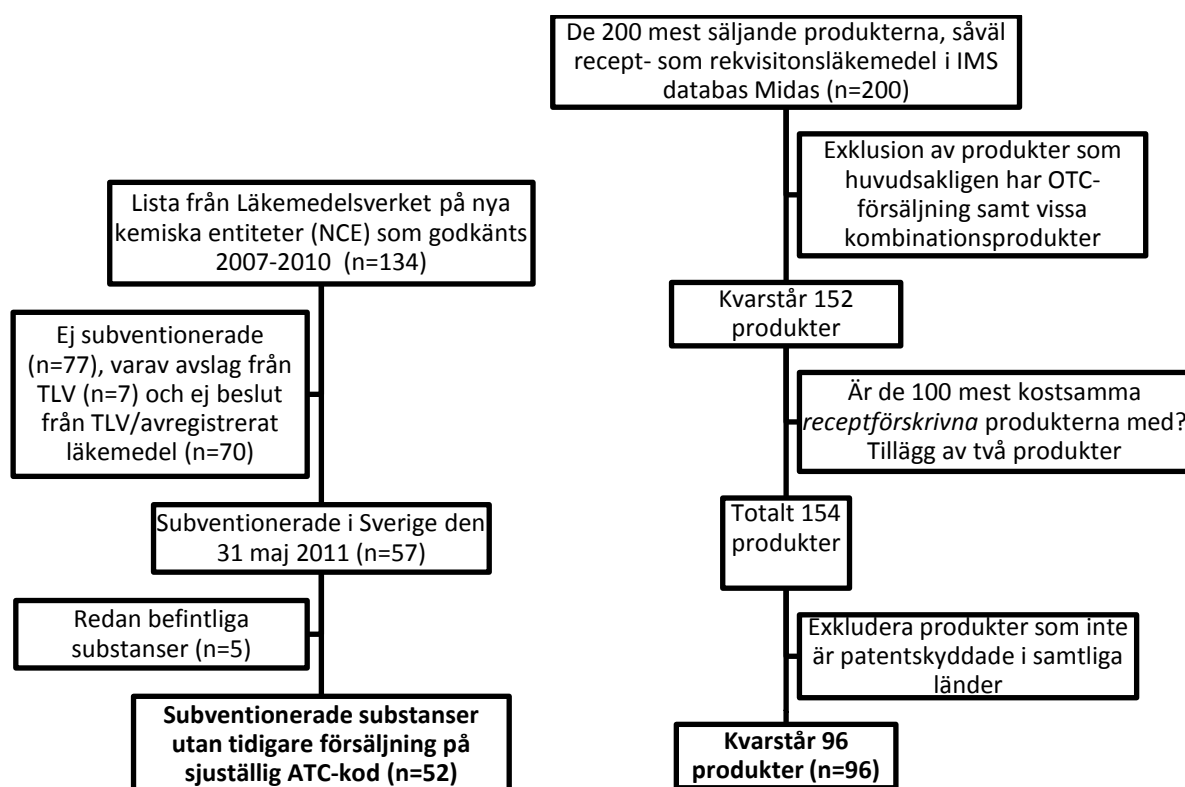 Lista från Läkemedelsverket på nya
kemiska entiteter (NCE) som godkänts
2007-2010 (n=134)
Ej subventionerade
(n=77), varav avslag från
TLV (n=7) och ej beslut
från TLV/avregistrerat
läkemedel (n=70)
Subventionerade i Sverige den
31 maj 2011 (n=57)
Redan befintliga
substanser (n=5)
Subventionerade substanser
utan tidigare försäljning på
sjuställig ATC-kod (n=52)
De 200 mest säljande produkterna, såväl
recept- som rekvisitonsläkemedel i IMS
databas Midas (n=200)
Exklusion av produkter som
huvudsakligen har OTC-
försäljning samt vissa
kombinationsprodukter
Kvarstår 152
produkter
Är de 100 mest kostsamma
receptförskrivna produkterna med?
Tillägg av två produkter
Totalt 154
produkter
Exkludera produkter som inte
är patentskyddade i samtliga
länder
Kvarstår 96
produkter (n=96)